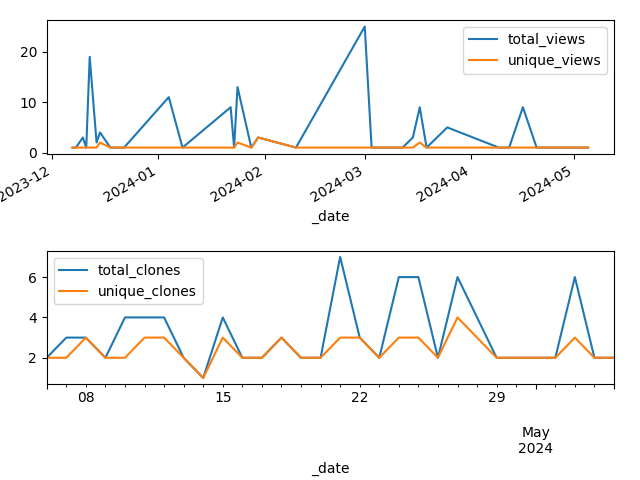 20
10
0
total_views
unique_views
2023-12
2024-01
2024-02
2024-03
2024-04
2024-05
_date
6
4
2
total_clones
unique_clones
08
15
22
29
May
2024
_date